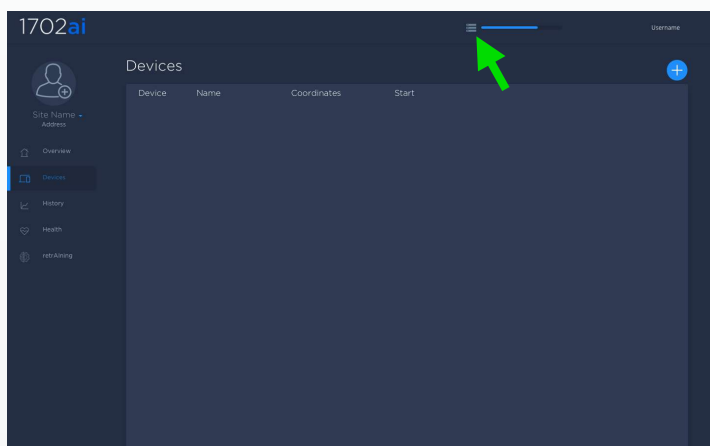 1702ai
Username
Devices
Device Name Coordinates Start
Site Name
Address
Overview
Devices
History
Health
retrAIning